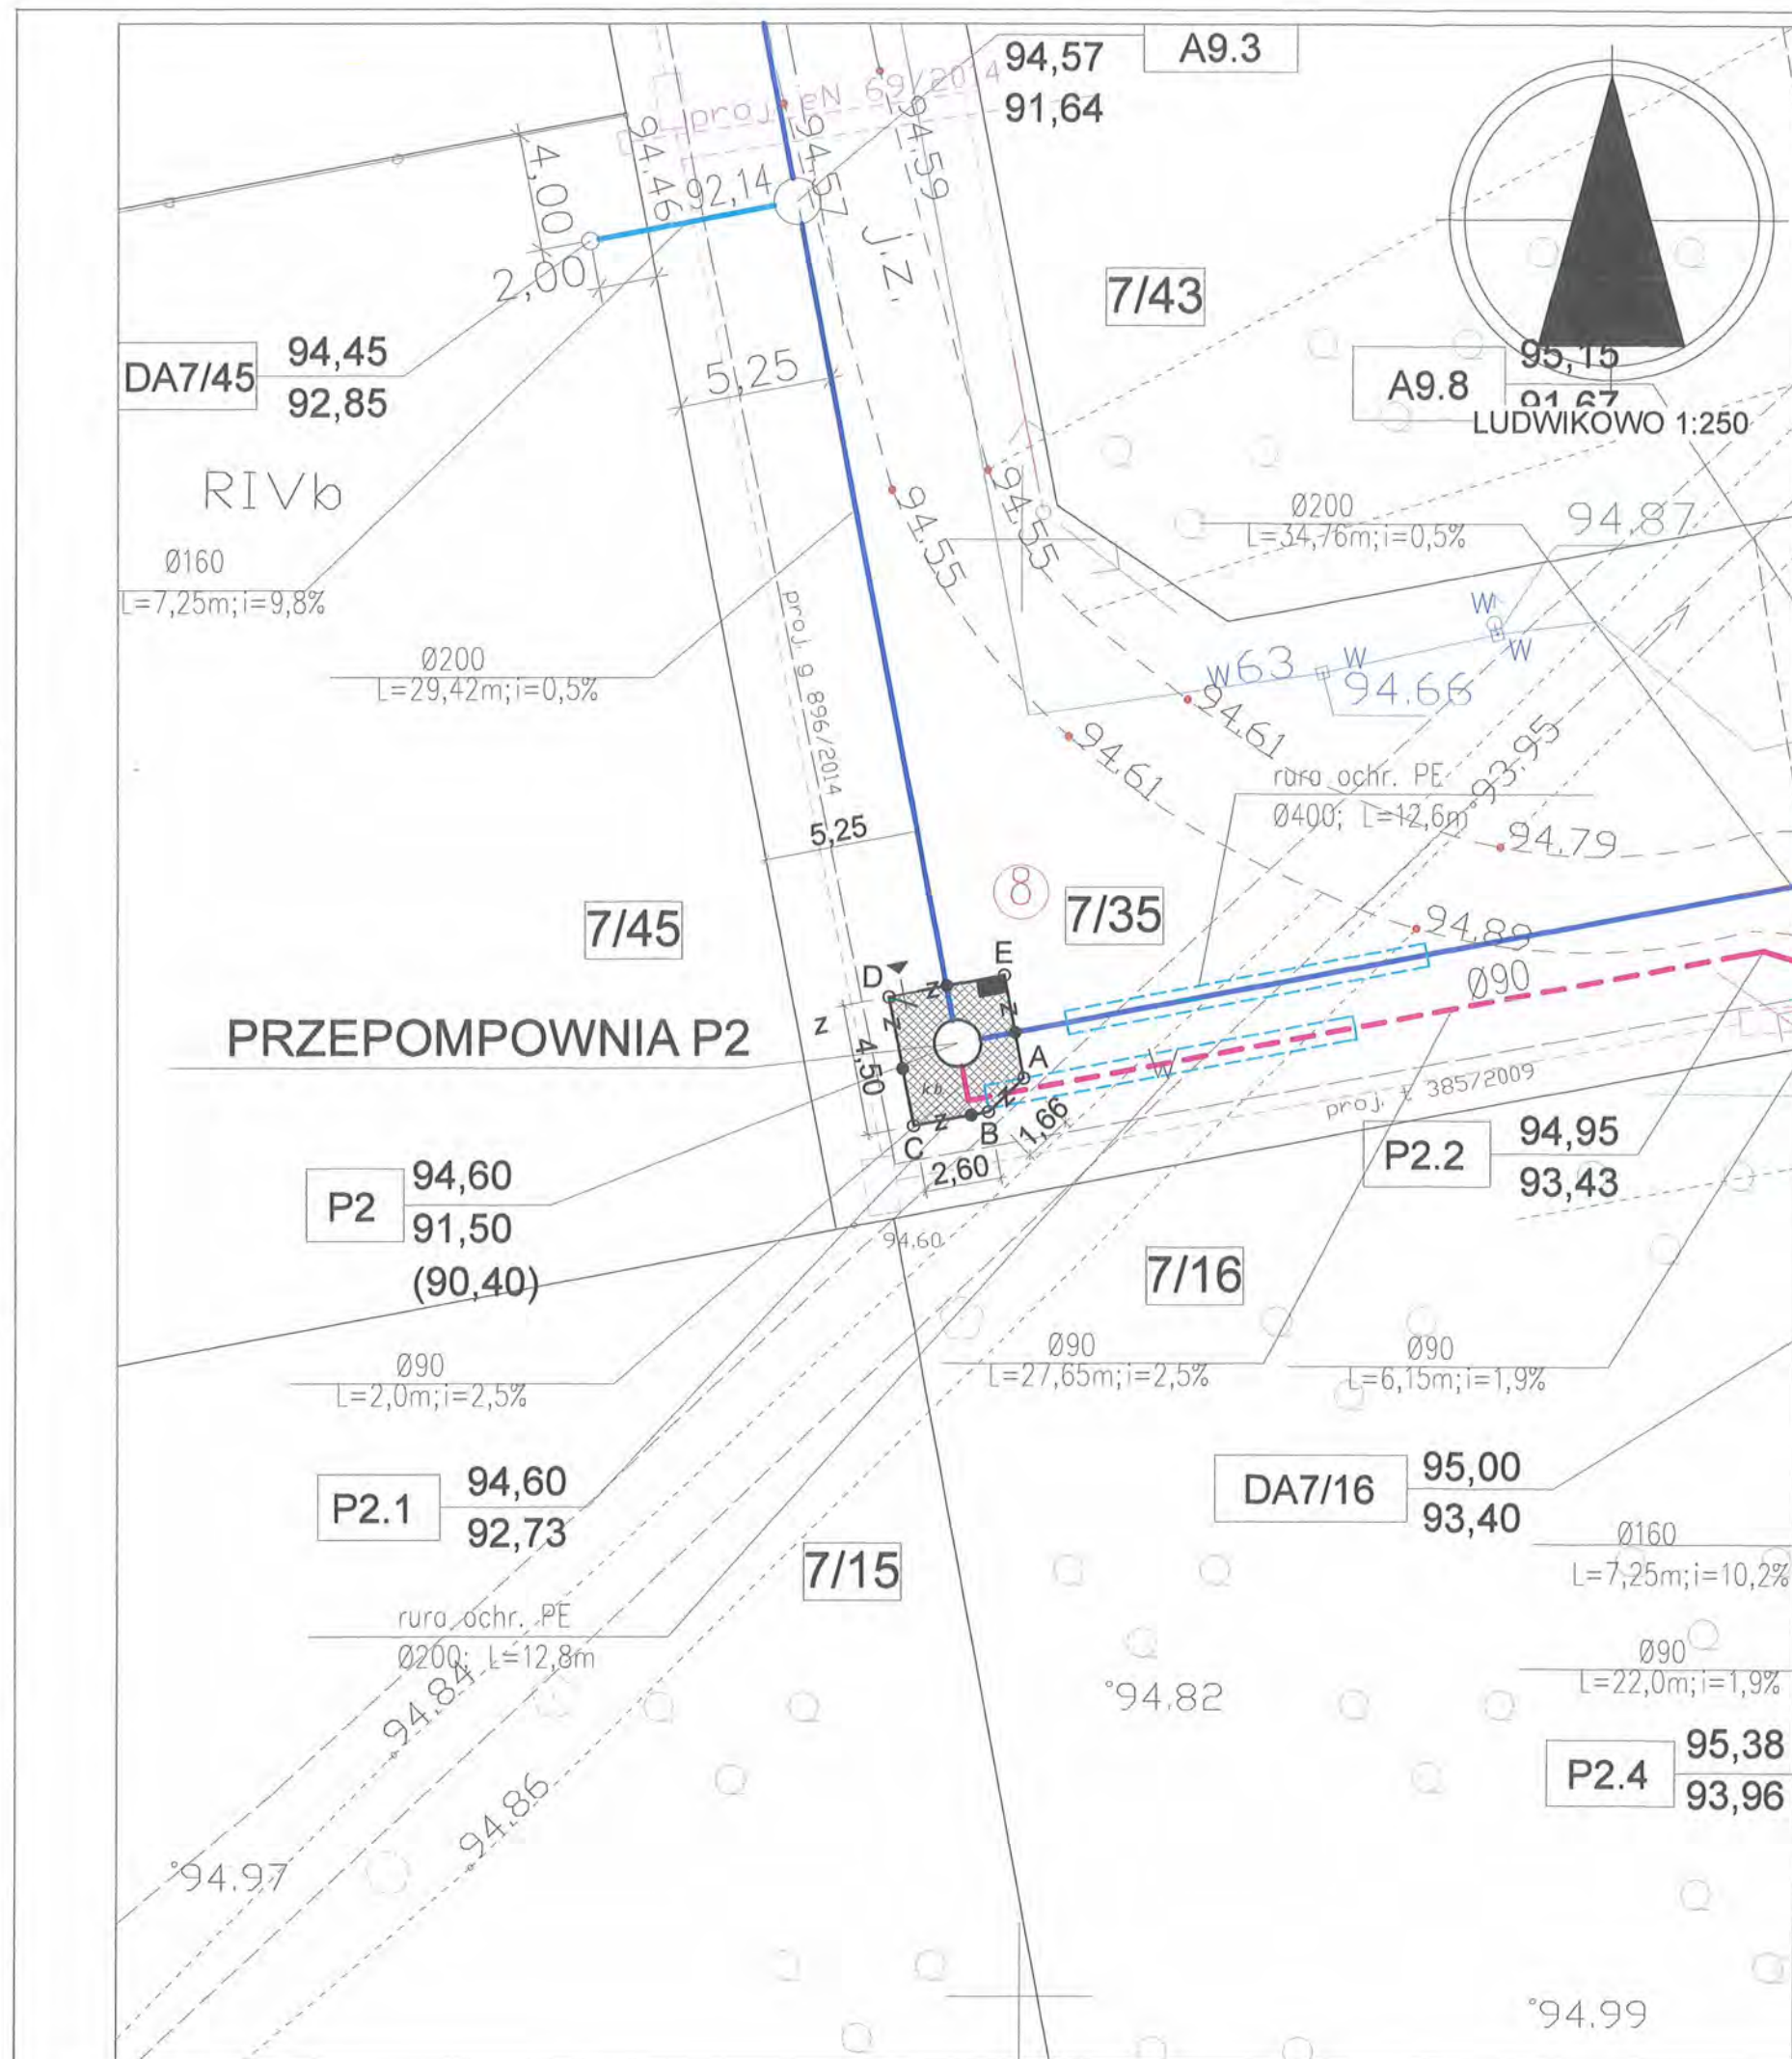 94,57
91,64
A9.3
proj. eN 69/2014
94.46
94.57
94.59
4,00
92,14
2,00
j.z.
7/43
DA7/45
94,45
92,85
5,25
A9.8
95,15
91,67
LUDWIKOWO 1:250
RIVb
Ø160
L=7,25m;i=9,8%
94.55
94.55
Ø200
L=34,76m;i=0,5%
94.87
Ø200
L=29,42m;i=0,5%
proj. g 896/2014
w63
W
W
W
94.66
94.61
94.61
93.95
rura ochr. PE
Ø400; L=12,6m
94.79
5,25
8
7/45
7/35
94.89
Ø90
D
E
z
z
z
z
z
z
PRZEPOMPOWNIA P2
4,50
kb
A
B
C
W
1,66
2,60
proj. t 385/2009
P2
94,60
91,50
(90,40)
P2.2
94,95
93,43
94,60
7/16
Ø90
L=2,0m;i=2,5%
Ø90
L=27,65m;i=2,5%
Ø90
L=6,15m;i=1,9%
P2.1
94,60
92,73
DA7/16
95,00
93,40
7/15
Ø160
L=7,25m;i=10,2%
rura ochr. PE
Ø200; L=12,8m
Ø90
L=22,0m;i=1,9%
94.84
°94.82
P2.4
95,38
93,96
94.86
°94.97
°94.99